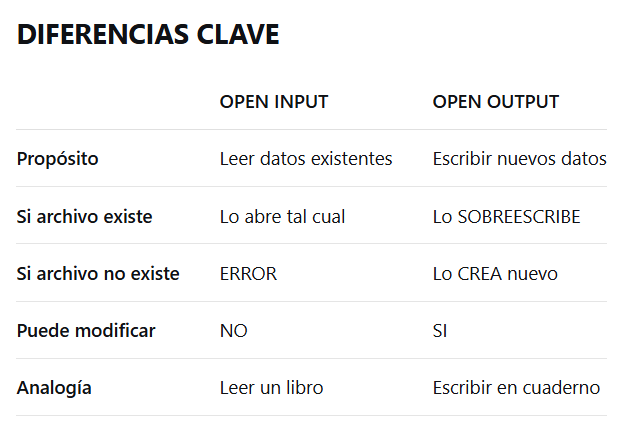 DIFERENCIAS CLAVE
OPEN INPUT OPEN OUTPUT
Propósito Leer datos existentes Escribir nuevos datos
Si archivo existe Lo abre tal cual Lo SOBREESCRIBE
Si archivo no existe ERROR Lo CREA nuevo
Puede modificar NO SI
Analogía Leer un libro Escribir en cuaderno